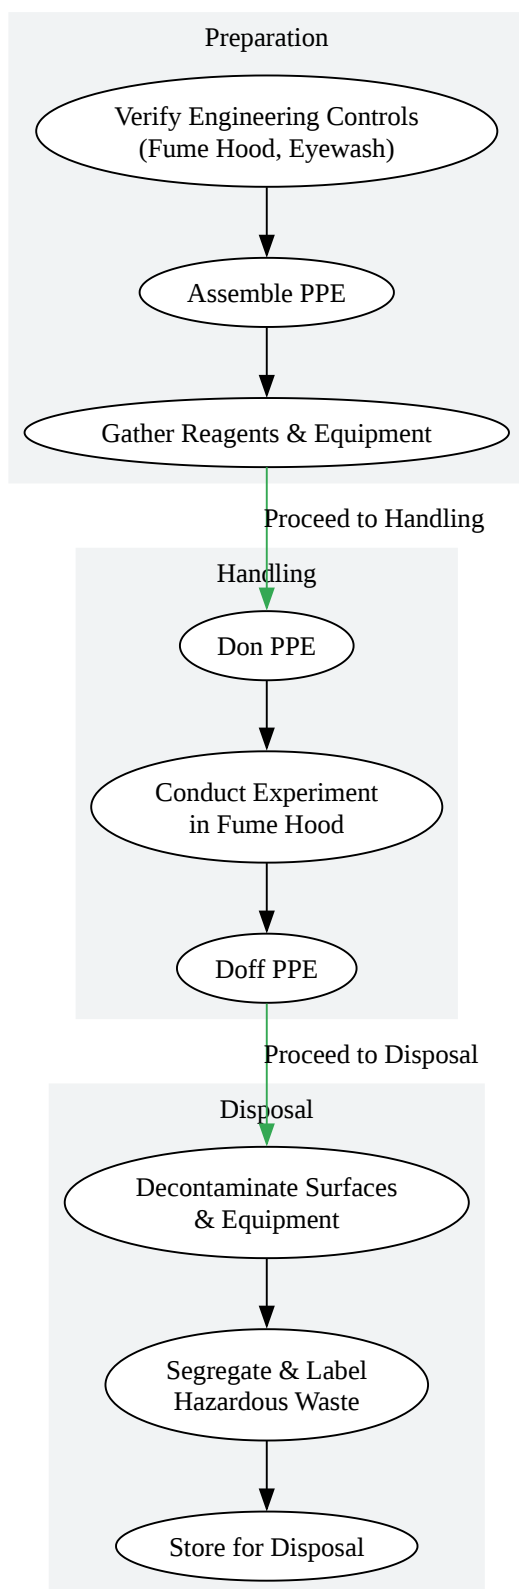 Preparation
Verify Engineering Controls
(Fume Hood, Eyewash)
Assemble PPE
Gather Reagents & Equipment
Proceed to Handling
Handling
Don PPE
Conduct Experiment
in Fume Hood
Doff PPE
Proceed to Disposal
Disposal
Decontaminate Surfaces
& Equipment
Segregate & Label
Hazardous Waste
Store for Disposal